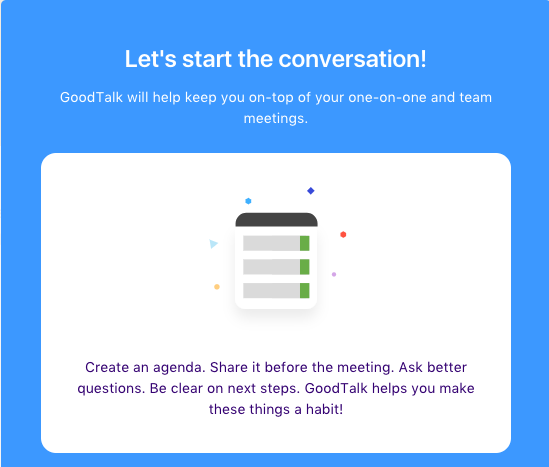 Let's start the conversation!
GoodTalk will help keep you on-top of your one-on-one and team
meetings.
Create an agenda. Share it before the meeting. Ask better
questions. Be clear on next steps. GoodTalk helps you make
these things a habit!